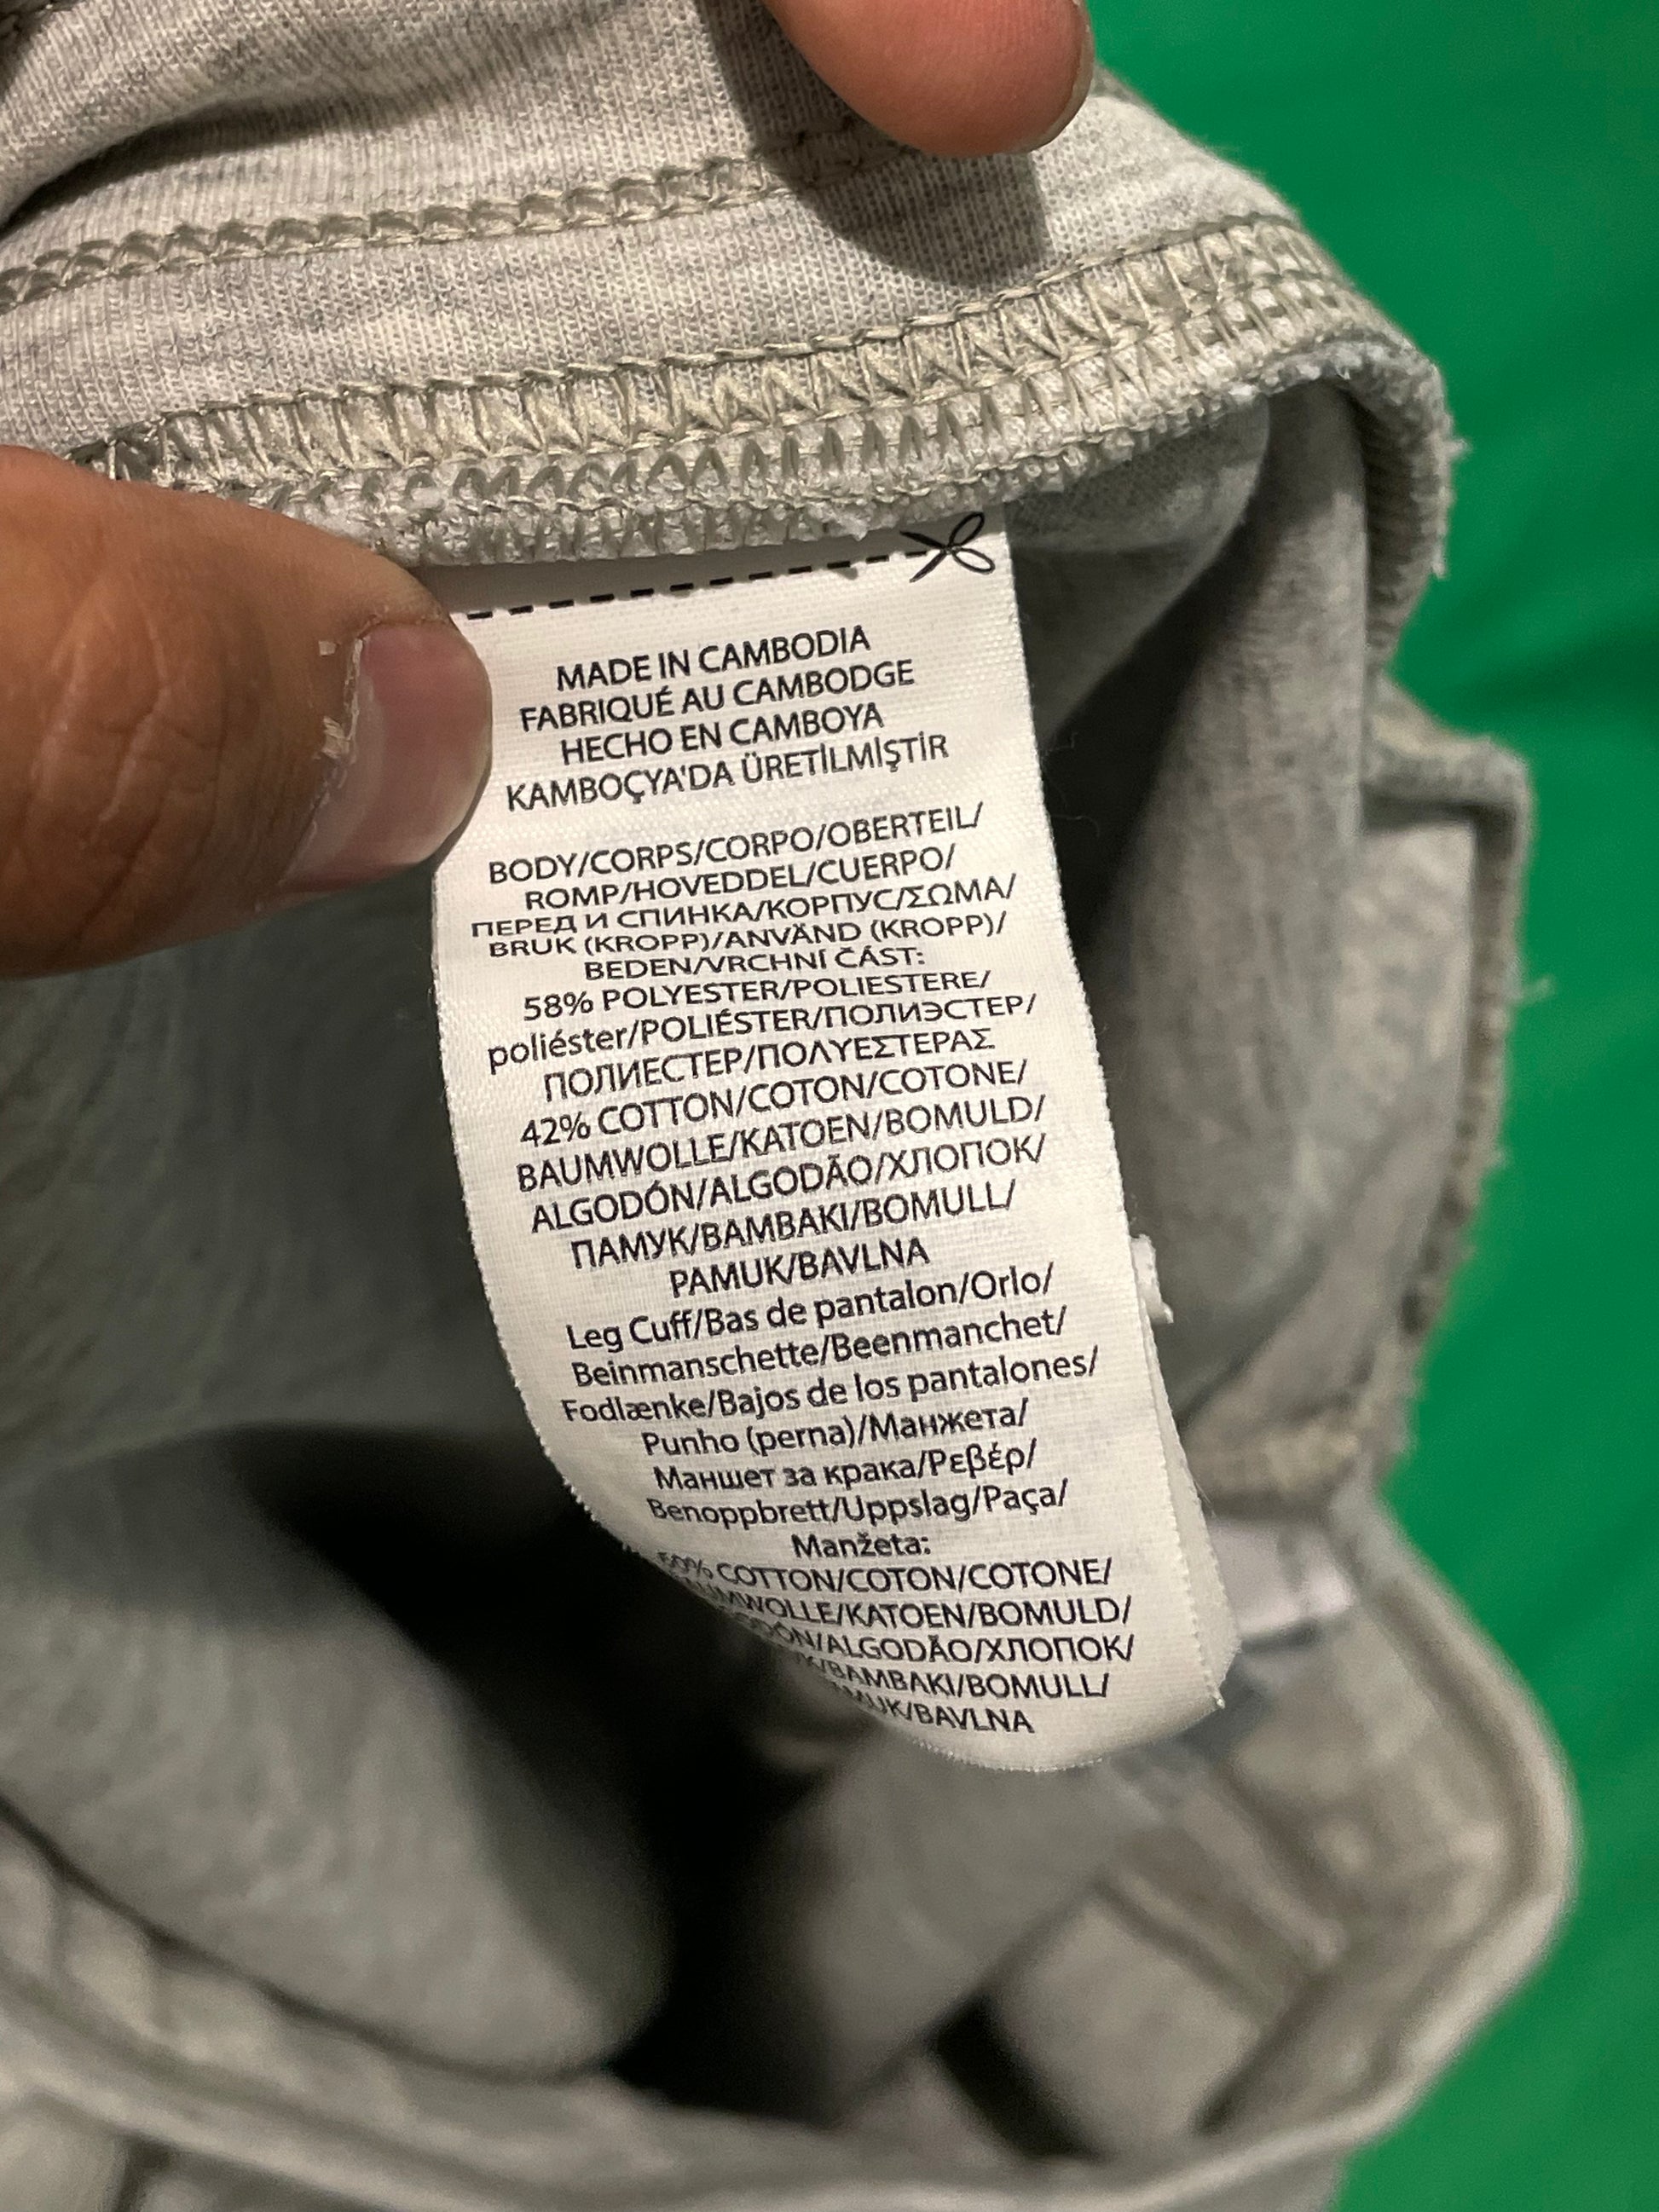 MADE IN CAMBODIA
FABRIQUÉ AU CAMBODGE
HECHO EN CAMBOYA
KAMBOÇYA'DA ÜRETİLMİŞTİR
BODY/CORPS/CORPO/OBERTEIL/
ROMP/HOVEDDEL/CUERPO/
ПЕРЕД И СПИНКА/КОРПУС/ΣΩΜΑ/
BRUK (KROPP)/ANVÄND (KROPP)/
BEDEN/VRCHNÍ ČÁST:
58% POLYESTER/POLIESTERE/
poliéster/POLIÉSTER/ПОЛИЭСТЕР/
ПОЛИЕСТЕР/ΠΟΛΥΕΣΤΕΡΑΣ
42% COTTON/COTON/COTONE/
BAUMWOLLE/KATOEN/BOMULD/
ALGODÓN/ALGODÃO/ХЛОПОК/
ПАМУК/ΒΑΜΒΑΚΙ/BOMULL/
PAMUK/BAVLNA
Leg Cuff/Bas de pantalon/Orlo/
Beinmanschette/Beenmanchet/
Fodlænke/Bajos de los pantalones/
Punho (perna)/Манжета/
Маншет за крака/Ρεβέρ/
Benoppbrett/Uppslag/Paça/
Manžeta:
COTTON/COTON/COTONE/
KATOEN/BOMULD/
ALGODÃO/ХЛОПОК/
ΒΑΜΒΑΚΙ/BOMULL/
BAVLNA